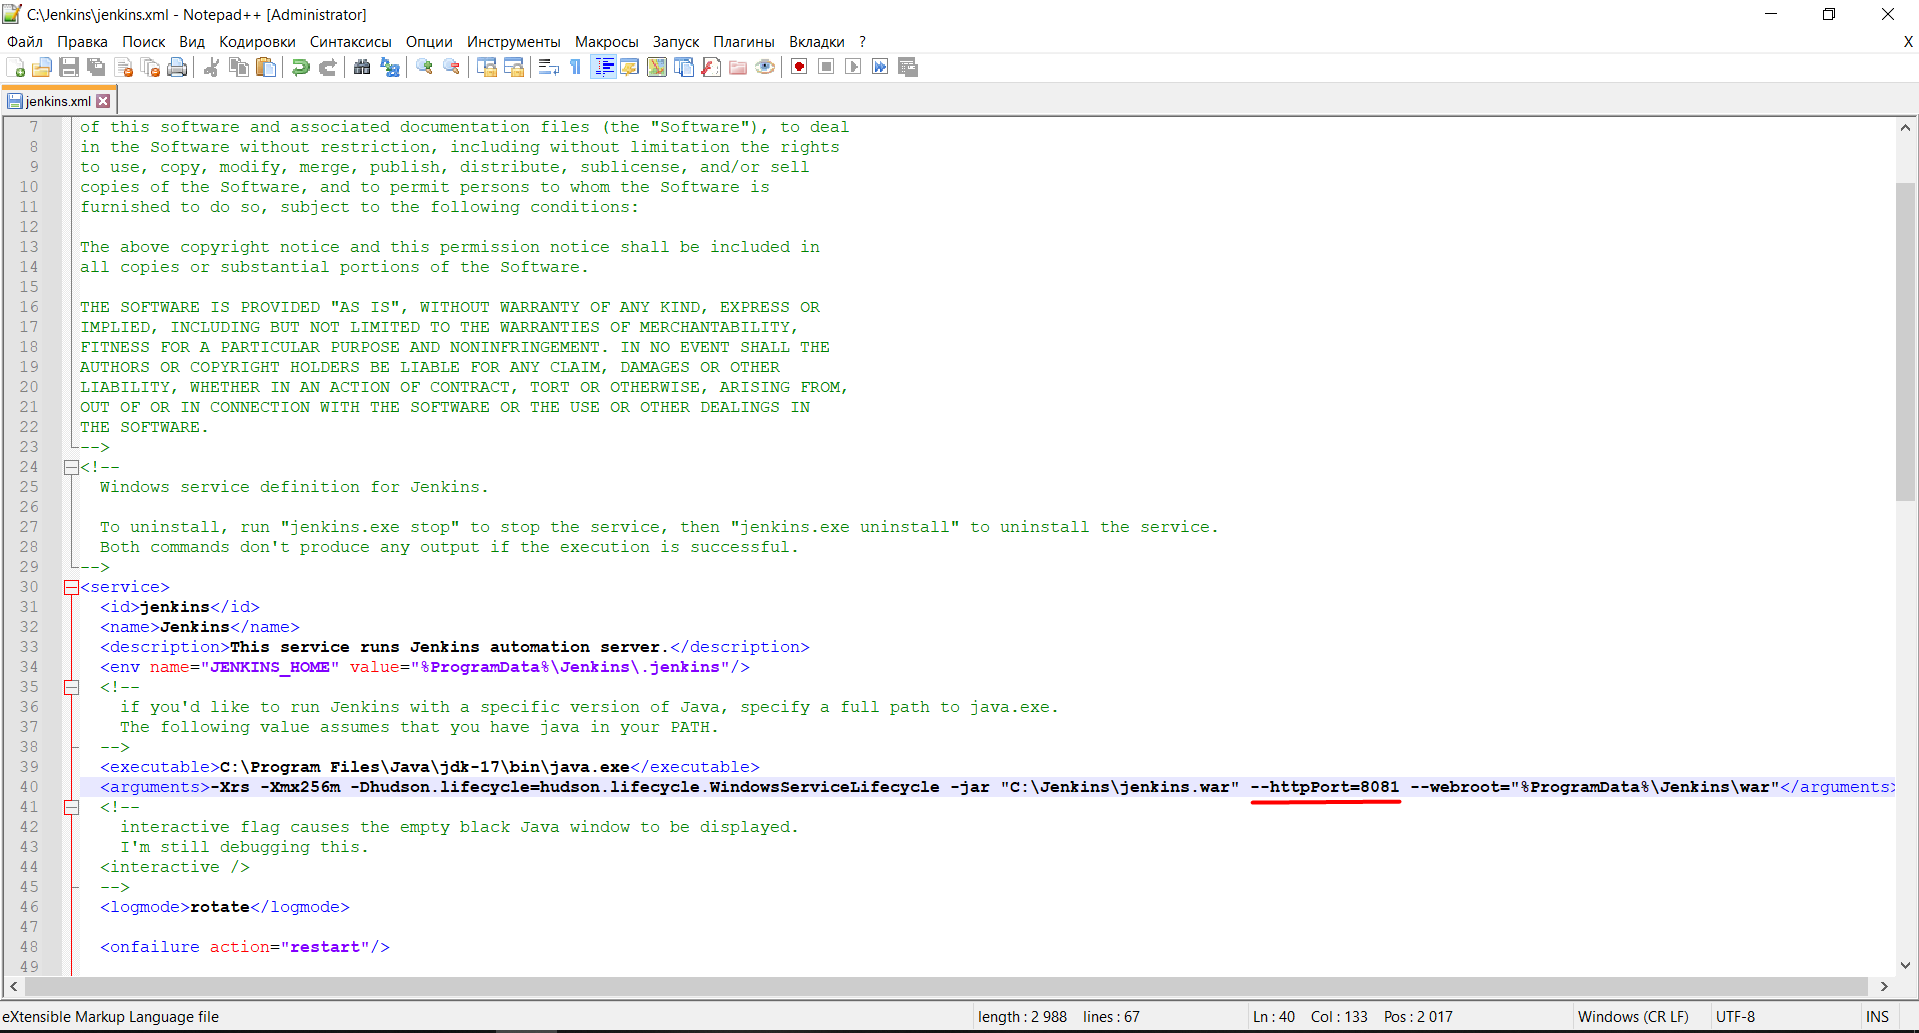 C:\Jenkins\jenkins.xml - Notepad++ [Administrator]
Файл Правка Поиск Вид Кодировки Синтаксисы Опции Инструменты Макросы Запуск Плагины Вкладки ? X
jenkins.xml
7 of this software and associated documentation files (the "Software"), to deal
8 in the Software without restriction, including without limitation the rights
9 to use, copy, modify, merge, publish, distribute, sublicense, and/or sell
10 copies of the Software, and to permit persons to whom the Software is
11 furnished to do so, subject to the following conditions:
12
13 The above copyright notice and this permission notice shall be included in
14 all copies or substantial portions of the Software.
15
16 THE SOFTWARE IS PROVIDED "AS IS", WITHOUT WARRANTY OF ANY KIND, EXPRESS OR
17 IMPLIED, INCLUDING BUT NOT LIMITED TO THE WARRANTIES OF MERCHANTABILITY,
18 FITNESS FOR A PARTICULAR PURPOSE AND NONINFRINGEMENT. IN NO EVENT SHALL THE
19 AUTHORS OR COPYRIGHT HOLDERS BE LIABLE FOR ANY CLAIM, DAMAGES OR OTHER
20 LIABILITY, WHETHER IN AN ACTION OF CONTRACT, TORT OR OTHERWISE, ARISING FROM,
21 OUT OF OR IN CONNECTION WITH THE SOFTWARE OR THE USE OR OTHER DEALINGS IN
22 THE SOFTWARE.
23 -->
24 <!--
25 Windows service definition for Jenkins.
26
27 To uninstall, run "jenkins.exe stop" to stop the service, then "jenkins.exe uninstall" to uninstall the service.
28 Both commands don't produce any output if the execution is successful.
29 -->
30 <service>
31 <id>jenkins</id>
32 <name>Jenkins</name>
33 <description>This service runs Jenkins automation server.</description>
34 <env name="JENKINS_HOME" value="%ProgramData%\Jenkins\.jenkins"/>
35 <!--
36 if you'd like to run Jenkins with a specific version of Java, specify a full path to java.exe.
37 The following value assumes that you have java in your PATH.
38 -->
39 <executable>C:\Program Files\Java\jdk-17\bin\java.exe</executable>
40 <arguments>-Xrs -Xmx256m -Dhudson.lifecycle=hudson.lifecycle.WindowsServiceLifecycle -jar "C:\Jenkins\jenkins.war" --httpPort=8081 --webroot="%ProgramData%\Jenkins\war"</arguments>
41 <!--
42 interactive flag causes the empty black Java window to be displayed.
43 I'm still debugging this.
44 <interactive />
45 -->
46 <logmode>rotate</logmode>
47
48 <onfailure action="restart"/>
49
eXtensible Markup Language file length : 2 988 lines : 67 Ln : 40 Col : 133 Pos : 2 017 Windows (CR LF) UTF-8 INS